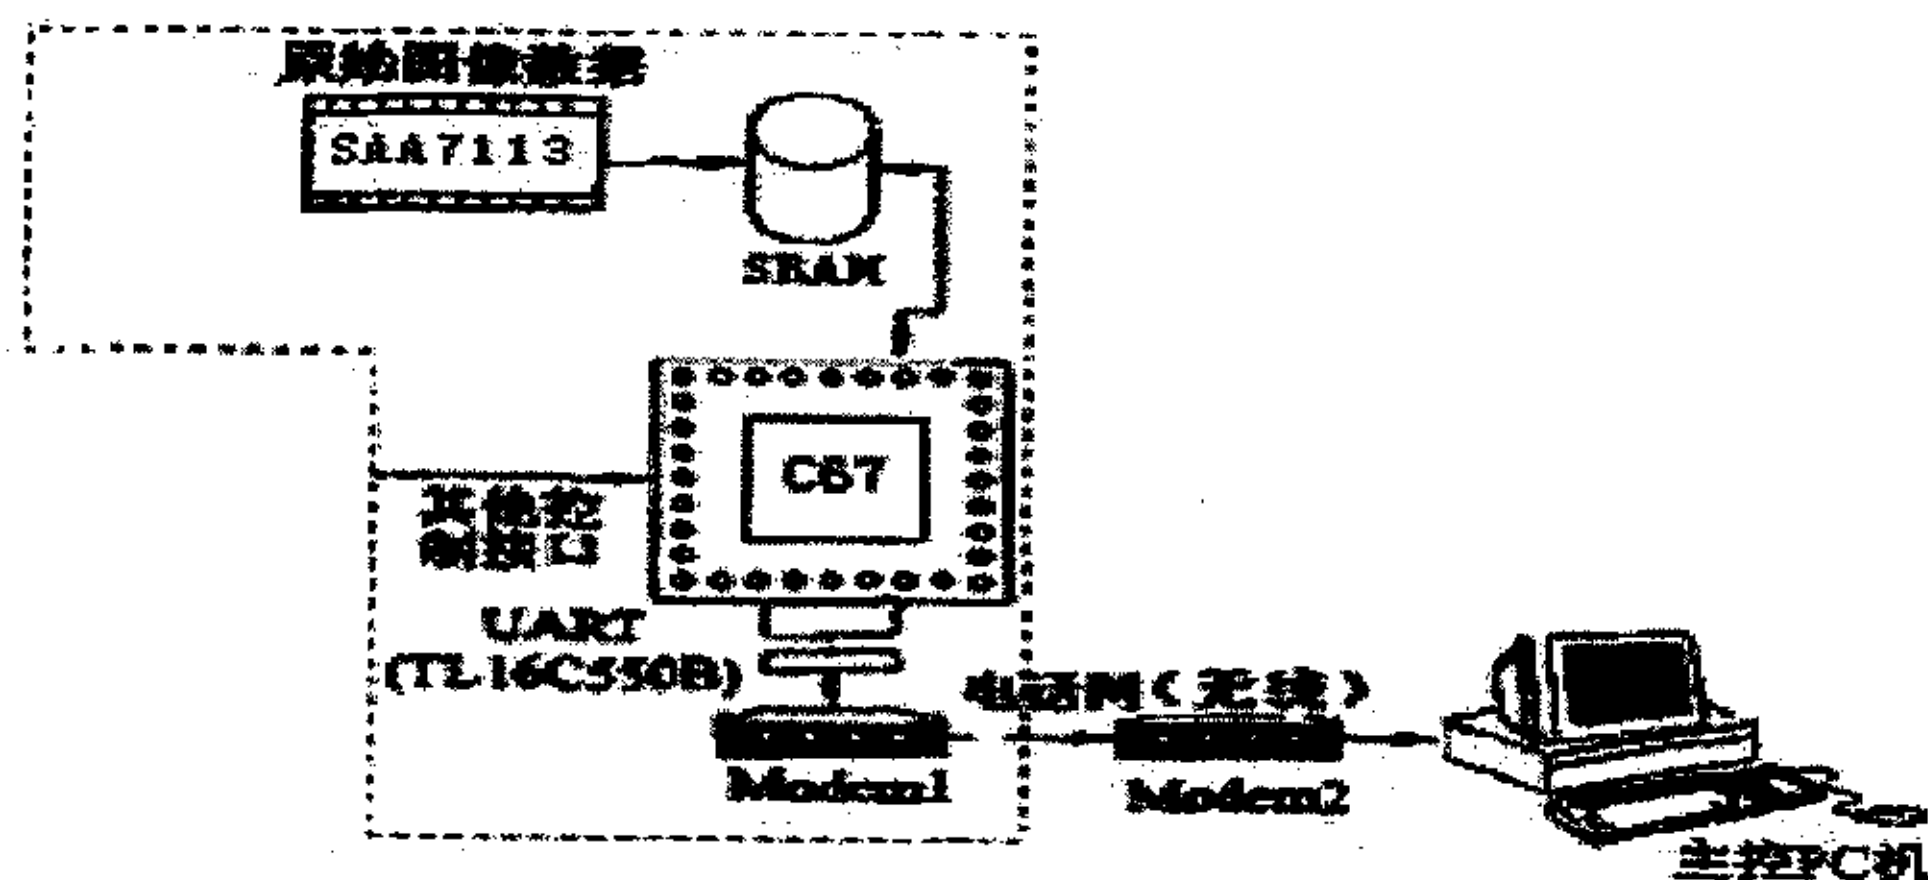 原始图像数据
SAA7113
SRAM
C67
其他控
制接口
UART
(TL16C550B)
电话网（无线）
Modem1
Modem2
主控PC机